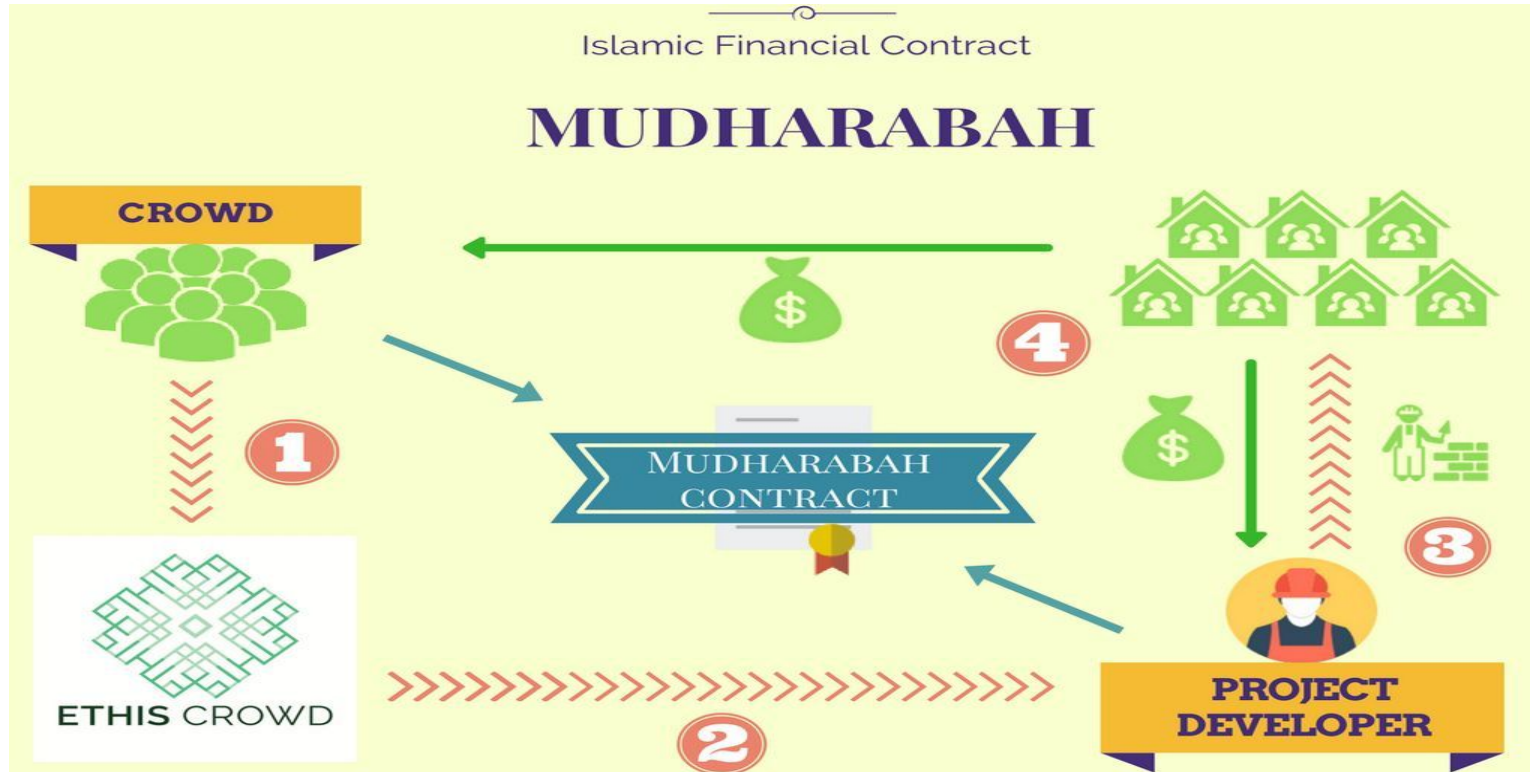 Islamic Financial Contract
MUDHARABAH
CROWD
$
4
1
$
MUDHARABAH
CONTRACT
3
ETHIS CROWD
2
PROJECT
DEVELOPER